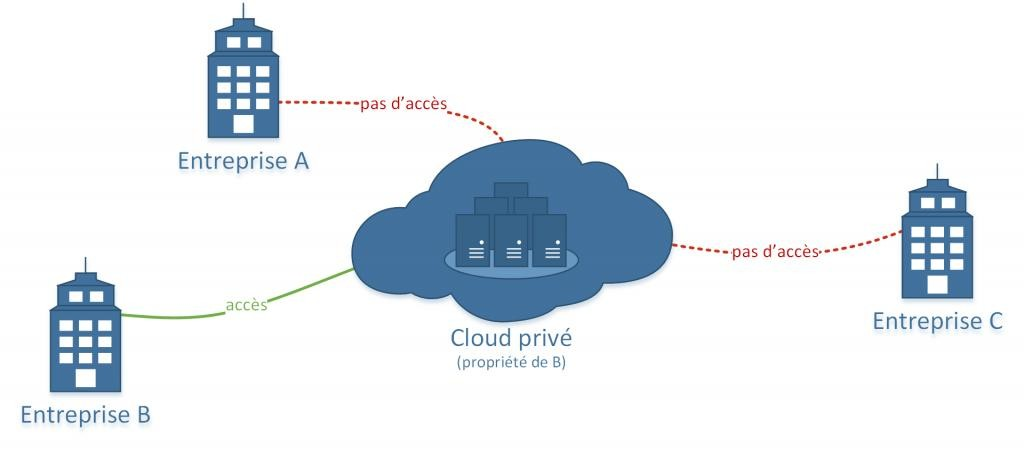 pas d’accès
Entreprise A
pas d’accès
accès
Entreprise C
Cloud privé
(propriété de B)
Entreprise B